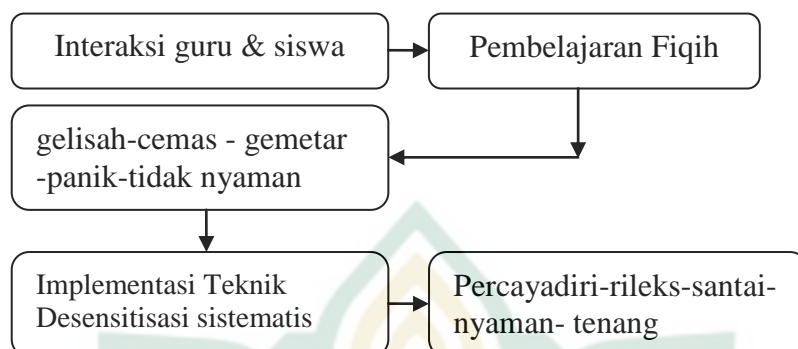 Interaksi guru & siswa
Pembelajaran Fiqih
gelisah-cemas - gemetar
-panik-tidak nyaman
Implementasi Teknik
Desensitisasi sistematis
Percayadiri-rileks-santai-
nyaman- tenang